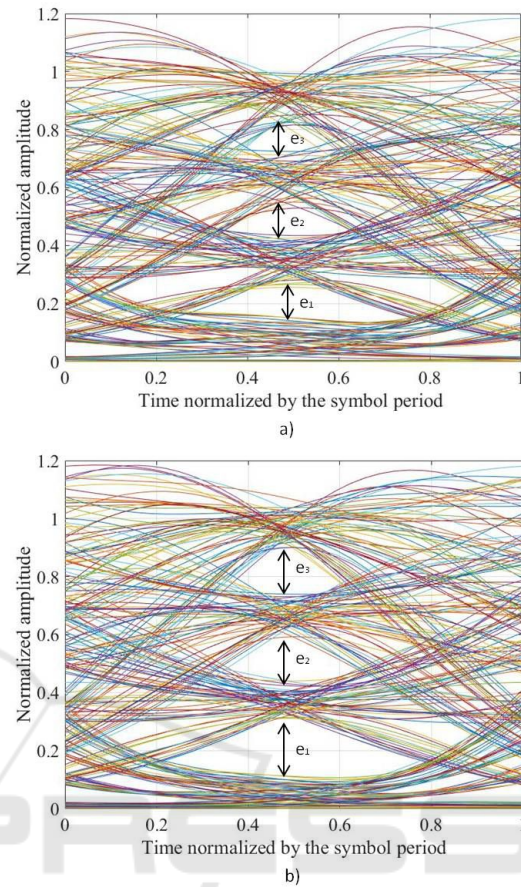 1.2
1
0.8
0.6
0.4
0.2
0
Normalized amplitude
e₃
e₂
e₁
0 0.2 0.4 0.6 0.8 1
Time normalized by the symbol period
a)
1.2
1
0.8
0.6
0.4
0.2
0
Normalized amplitude
e₃
e₂
e₁
0 0.2 0.4 0.6 0.8
Time normalized by the symbol period
b)